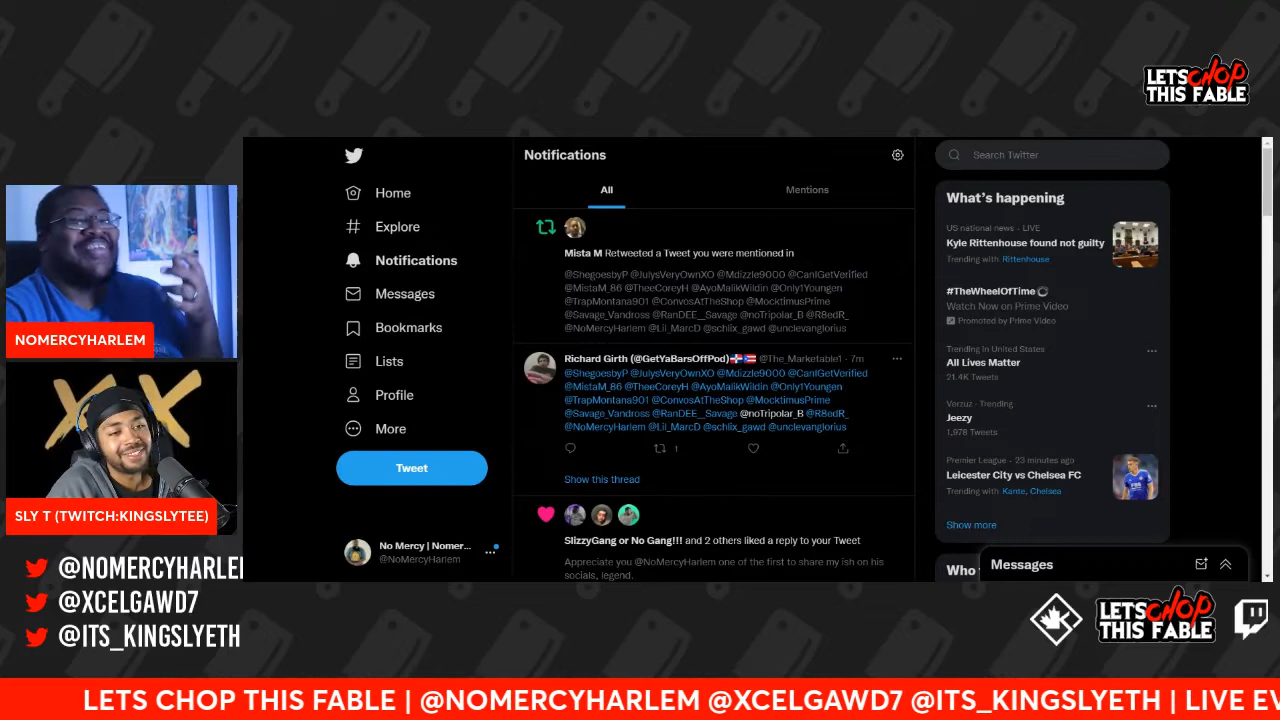 LETS CHOP
THIS FABLE
NOMERCYHARLEM
SLY T (TWITCH:KINGSLYTEE)
@NOMERCYHARLE
@XCELGAWD7
@ITS_KINGSLYETH
Home
Explore
Notifications
Messages
Bookmarks
Lists
Profile
More
Tweet
No Mercy | Nomer...
@NoMercyHarlem
Notifications
All
Mentions
Mista M Retweeted a Tweet you were mentioned in
@ShegoesbyP @JulysVeryOwnXO @Mdizzle9000 @CanIGetVerified
@MistaM_86 @TheeCoreyH @AyoMalikWildin @Only1Youngen
@TrapMontana901 @ConvosAtTheShop @MocktimusPrime
@Savage_Vandross @RanDEE__Savage @noTripolar_B @R8edR_
@NoMercyHarlem @Lil_MarcD @schlix_gawd @unclevanglorius
Richard Girth (@GetYaBarsOffPod) @The_Marketable1 · 7m
@ShegoesbyP @JulysVeryOwnXO @Mdizzle9000 @CanIGetVerified
@MistaM_86 @TheeCoreyH @AyoMalikWildin @Only1Youngen
@TrapMontana901 @ConvosAtTheShop @MocktimusPrime
@Savage_Vandross @RanDEE__Savage @noTripolar_B @R8edR_
@NoMercyHarlem @Lil_MarcD @schlix_gawd @unclevanglorius
1
Show this thread
SlizzyGang or No Gang!!! and 2 others liked a reply to your Tweet
Appreciate you @NoMercyHarlem one of the first to share my ish on his
socials, legend.
Search Twitter
What's happening
US national news · LIVE
Kyle Rittenhouse found not guilty
Trending with Rittenhouse
#TheWheelOfTime
Watch Now on Prime Video
Promoted by Prime Video
Trending in United States
All Lives Matter
21.4K Tweets
Verzuz · Trending
Jeezy
1,978 Tweets
Premier League · 23 minutes ago
Leicester City vs Chelsea FC
Trending with Kante, Chelsea
Show more
Who
Messages
K
LETS CHOP
THIS FABLE
LETS CHOP THIS FABLE | @NOMERCYHARLEM @XCELGAWD7 @ITS_KINGSLYETH | LIVE EV